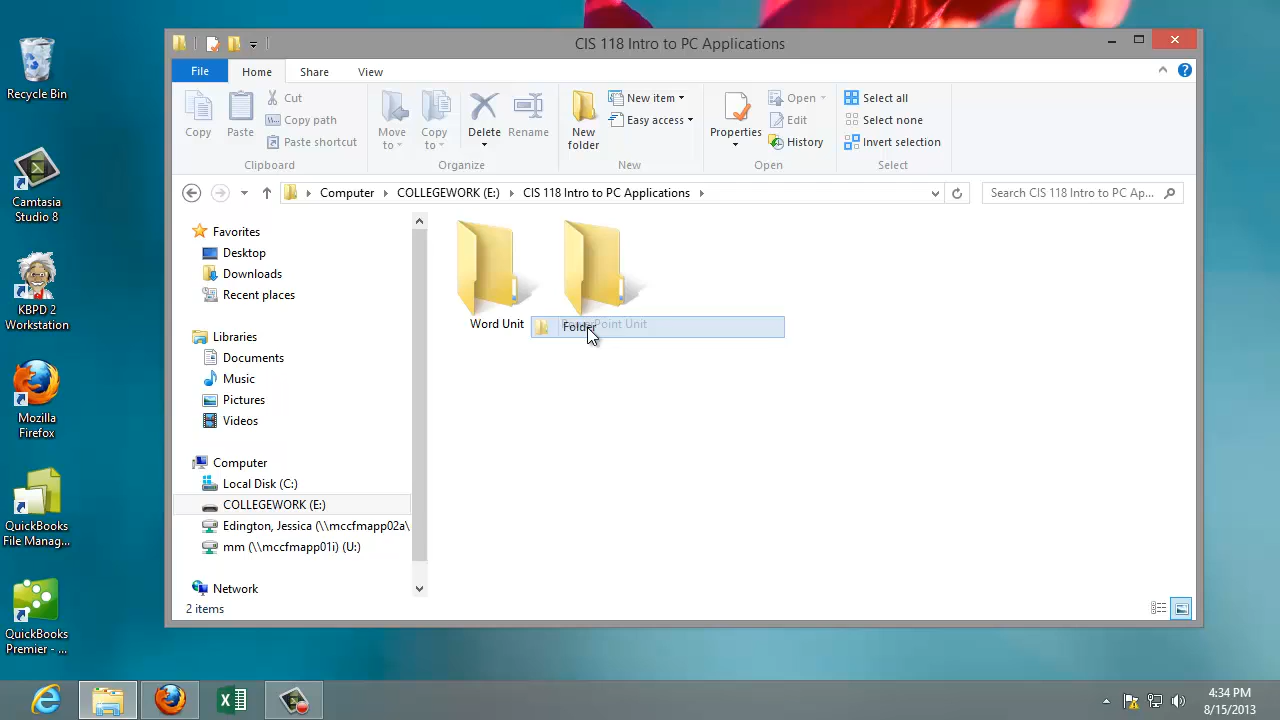 CIS 118 Intro to PC Applications
File Home Share View
Copy
Paste
Cut
Copy path
Paste shortcut
Clipboard
Move to
Copy to
Delete
Rename
Organize
New folder
New item
Easy access
New
Properties
Open
Edit
History
Open
Select all
Select none
Invert selection
Select
Computer COLLEGEWORK (E:) CIS 118 Intro to PC Applications
Search CIS 118 Intro to PC Ap...
Favorites
Desktop
Downloads
Recent places
Libraries
Documents
Music
Pictures
Videos
Computer
Local Disk (C:)
COLLEGEWORK (E:)
Edington, Jessica (\\mccfmapp02a\
mm (\\mccfmapp01i) (U:)
Network
2 items
Word Unit
PowerPoint Unit
Folder
Recycle Bin
Camtasia
Studio 8
KBPD 2
Workstation
Mozilla
Firefox
QuickBooks
File Manag...
QuickBooks
Premier - ...
4:34 PM
8/15/2013